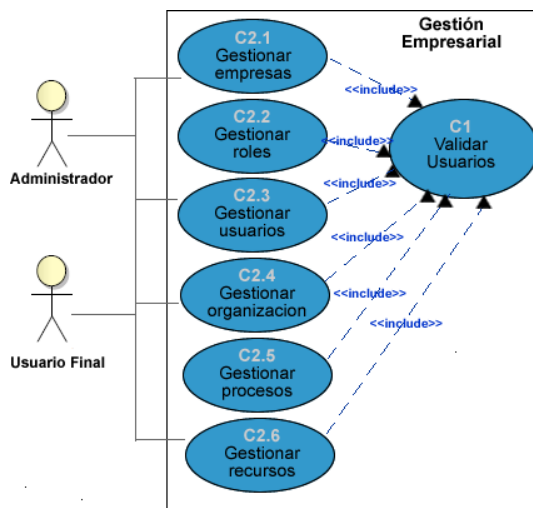 Gestión
Empresarial
C2.1
Gestionar
empresas
<<include>>
C2.2
Gestionar
roles
<<include>>
C1
Validar
Usuarios
Administrador
C2.3
Gestionar
usuarios
<<include>>
<<include>>
C2.4
Gestionar
organizacion
<<include>>
<<include>>
Usuario Final
C2.5
Gestionar
procesos
C2.6
Gestionar
recursos